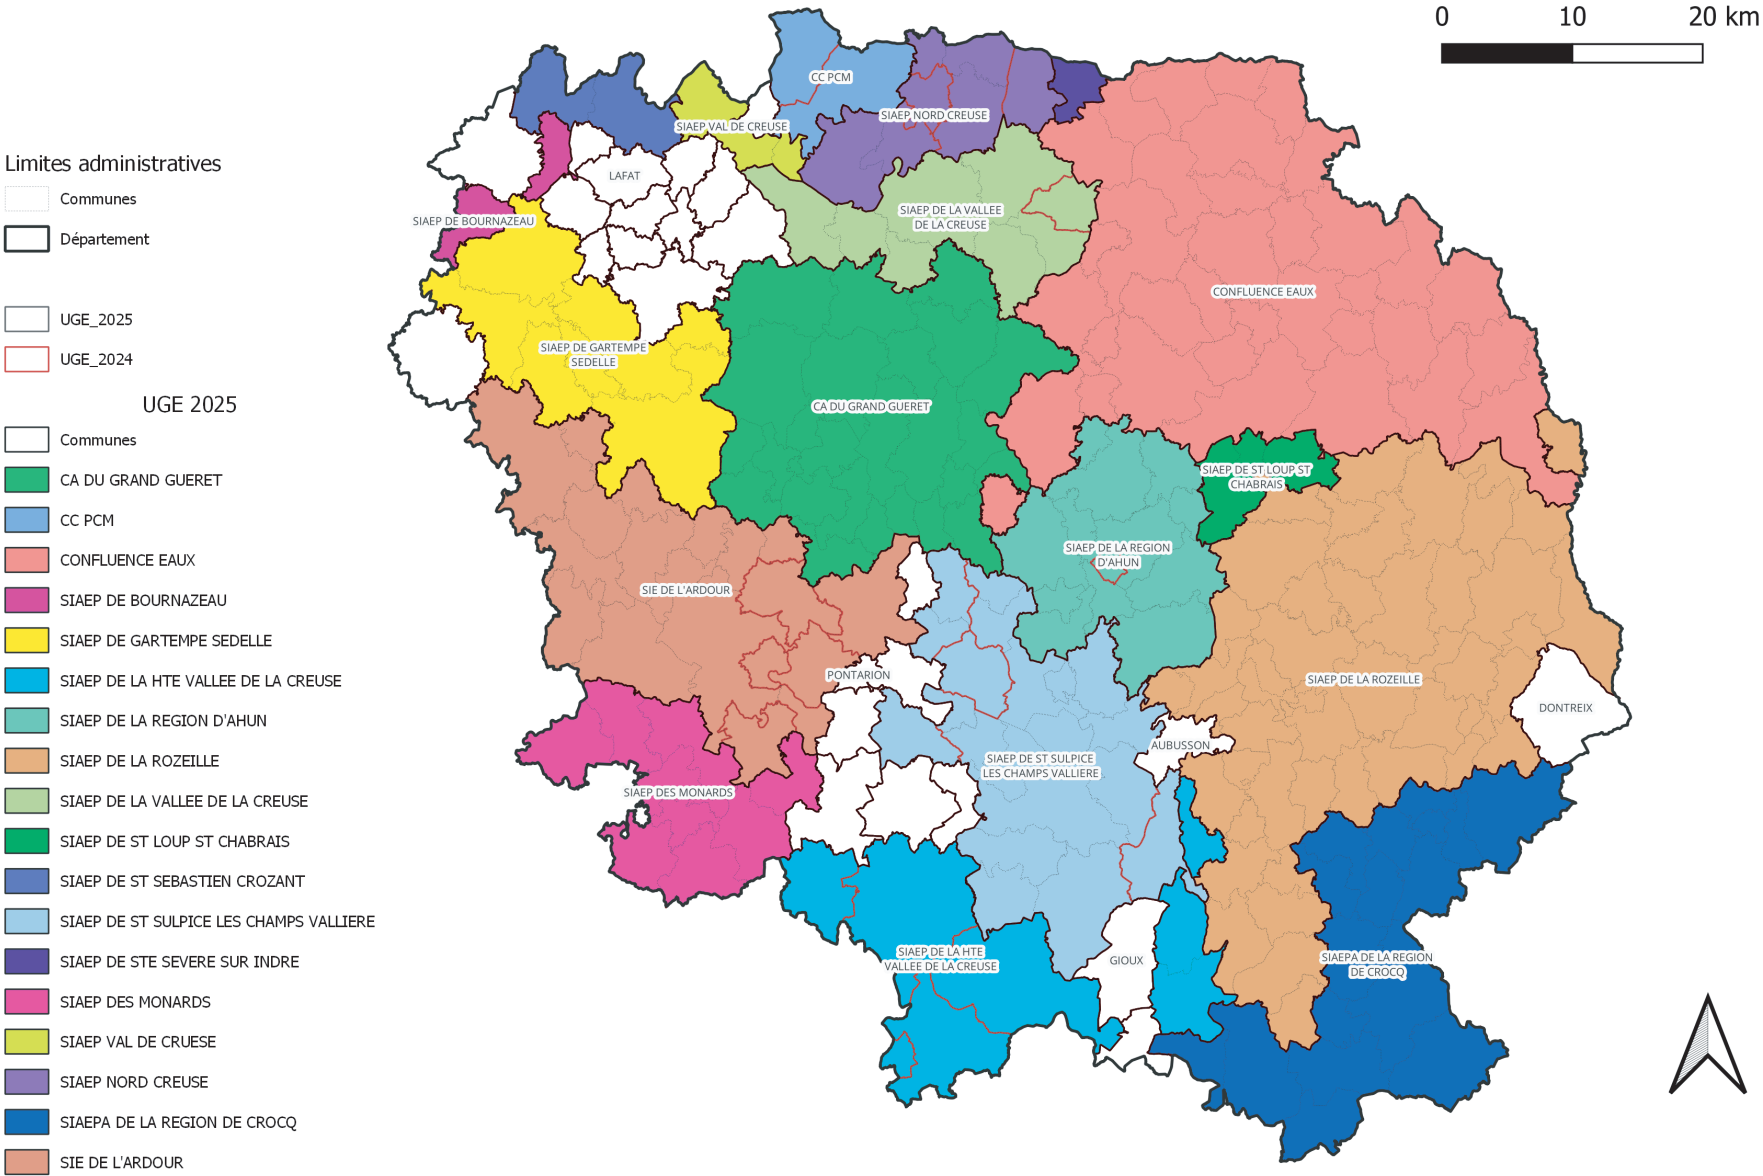 0 10 20 km
Limites administratives
Communes
Département
UGE_2025
UGE_2024
UGE 2025
Communes
CA DU GRAND GUERET
CC PCM
CONFLUENCE EAUX
SIAEP DE BOURNAZEAU
SIAEP DE GARTEMPE SEDELLE
SIAEP DE LA HTE VALLEE DE LA CREUSE
SIAEP DE LA REGION D'AHUN
SIAEP DE LA ROZEILLE
SIAEP DE LA VALLEE DE LA CREUSE
SIAEP DE ST LOUP ST CHABRAIS
SIAEP DE ST SEBASTIEN CROZANT
SIAEP DE ST SULPICE LES CHAMPS VALLIERE
SIAEP DE STE SEVERE SUR INDRE
SIAEP DES MONARDS
SIAEP VAL DE CRUESE
SIAEP NORD CREUSE
SIAEPA DE LA REGION DE CROCQ
SIE DE L'ARDOUR
CC PCM
SIAEP NORD CREUSE
SIAEP VAL DE CREUSE
LAFAT
SIAEP DE BOURNAZEAU
SIAEP DE LA VALLEE
DE LA CREUSE
CONFLUENCE EAUX
SIAEP DE GARTEMPE
SEDELLE
CA DU GRAND GUERET
SIAEP DE ST LOUP ST
CHABRAIS
SIAEP DE LA REGION
D'AHUN
SIE DE L'ARDOUR
PONTARION
SIAEP DE LA ROZEILLE
DONTREIX
AUBUSSON
SIAEP DE ST SULPICE
LES CHAMPS VALLIERE
SIAEP DES MONARDS
SIAEP DE LA HTE
VALLEE DE LA CREUSE
GIOUX
SIAEPA DE LA REGION
DE CROCQ